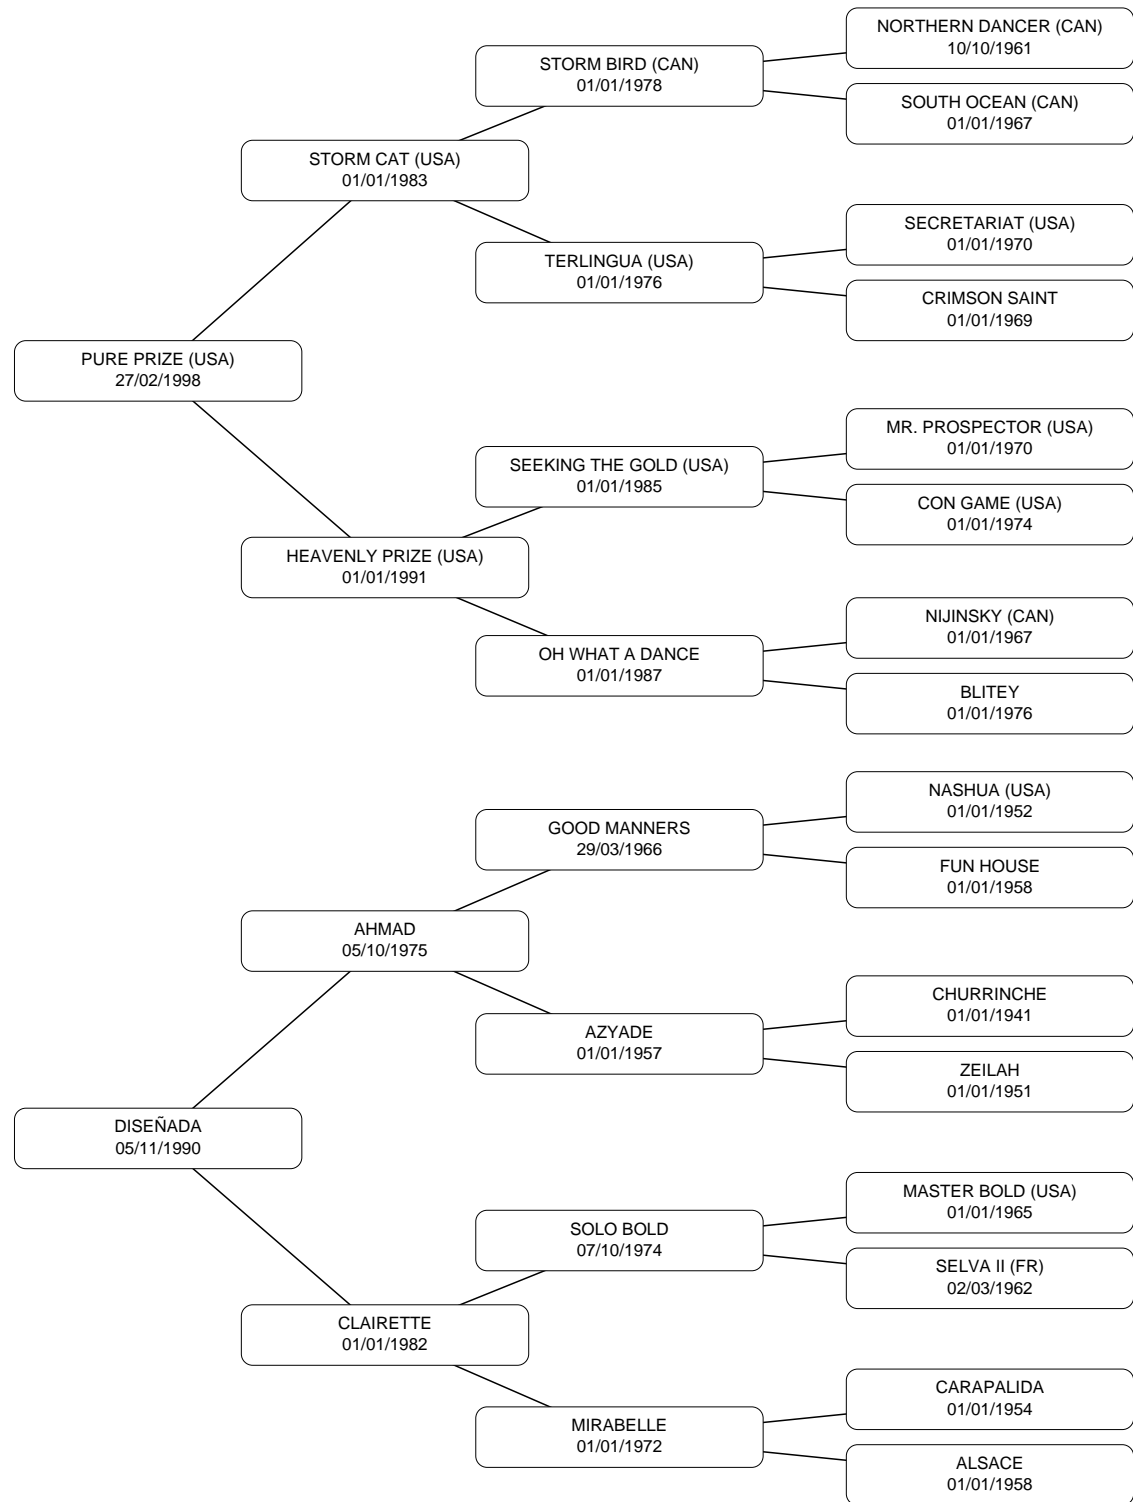 NORTHERN DANCER (CAN)
10/10/1961
STORM BIRD (CAN)
01/01/1978
SOUTH OCEAN (CAN)
01/01/1967
STORM CAT (USA)
01/01/1983
SECRETARIAT (USA)
01/01/1970
TERLINGUA (USA)
01/01/1976
CRIMSON SAINT
01/01/1969
PURE PRIZE (USA)
27/02/1998
MR. PROSPECTOR (USA)
01/01/1970
SEEKING THE GOLD (USA)
01/01/1985
CON GAME (USA)
01/01/1974
HEAVENLY PRIZE (USA)
01/01/1991
NIJINSKY (CAN)
01/01/1967
OH WHAT A DANCE
01/01/1987
BLITEY
01/01/1976
NASHUA (USA)
01/01/1952
GOOD MANNERS
29/03/1966
FUN HOUSE
01/01/1958
AHMAD
05/10/1975
CHURRINCHE
01/01/1941
AZYADE
01/01/1957
ZEILAH
01/01/1951
DISEÑADA
05/11/1990
MASTER BOLD (USA)
01/01/1965
SOLO BOLD
07/10/1974
SELVA II (FR)
02/03/1962
CLAIRETTE
01/01/1982
CARAPALIDA
01/01/1954
MIRABELLE
01/01/1972
ALSACE
01/01/1958